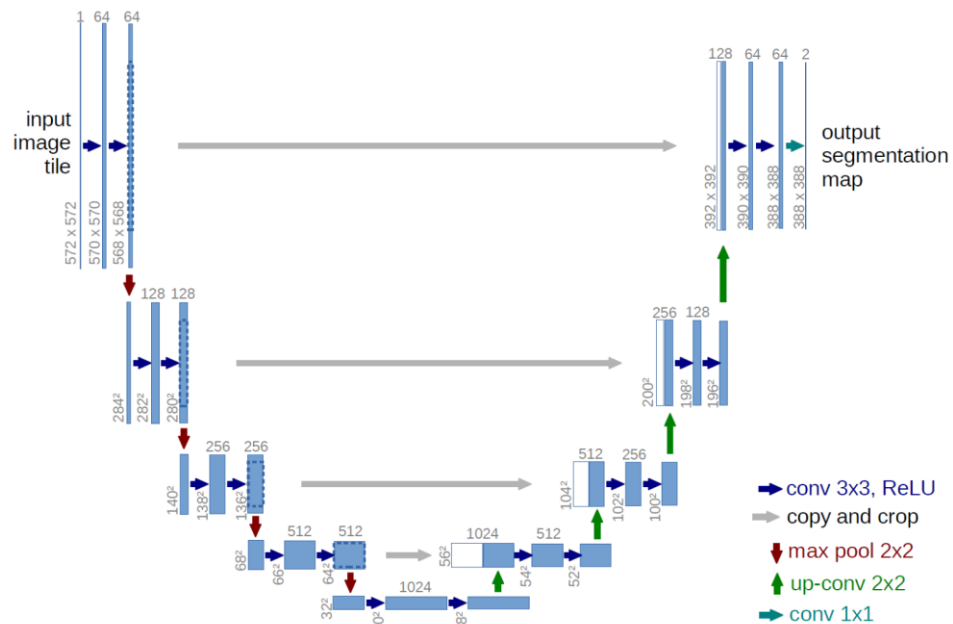 1 64 64
128 64 64 2
input
image
tile
output
segmentation
map
572 x 572
570 x 570
568 x 568
392 x 392
390 x 390
388 x 388
388 x 388
128 128
256 128
284²
282²
280²
200²
198²
196²
256 256
512 256
140²
138²
136²
104²
102²
100²
512 512
1024 512
68²
66²
64²
56²
54²
52²
1024
32²
0²
8²
conv 3x3, ReLU
copy and crop
max pool 2x2
up-conv 2x2
conv 1x1